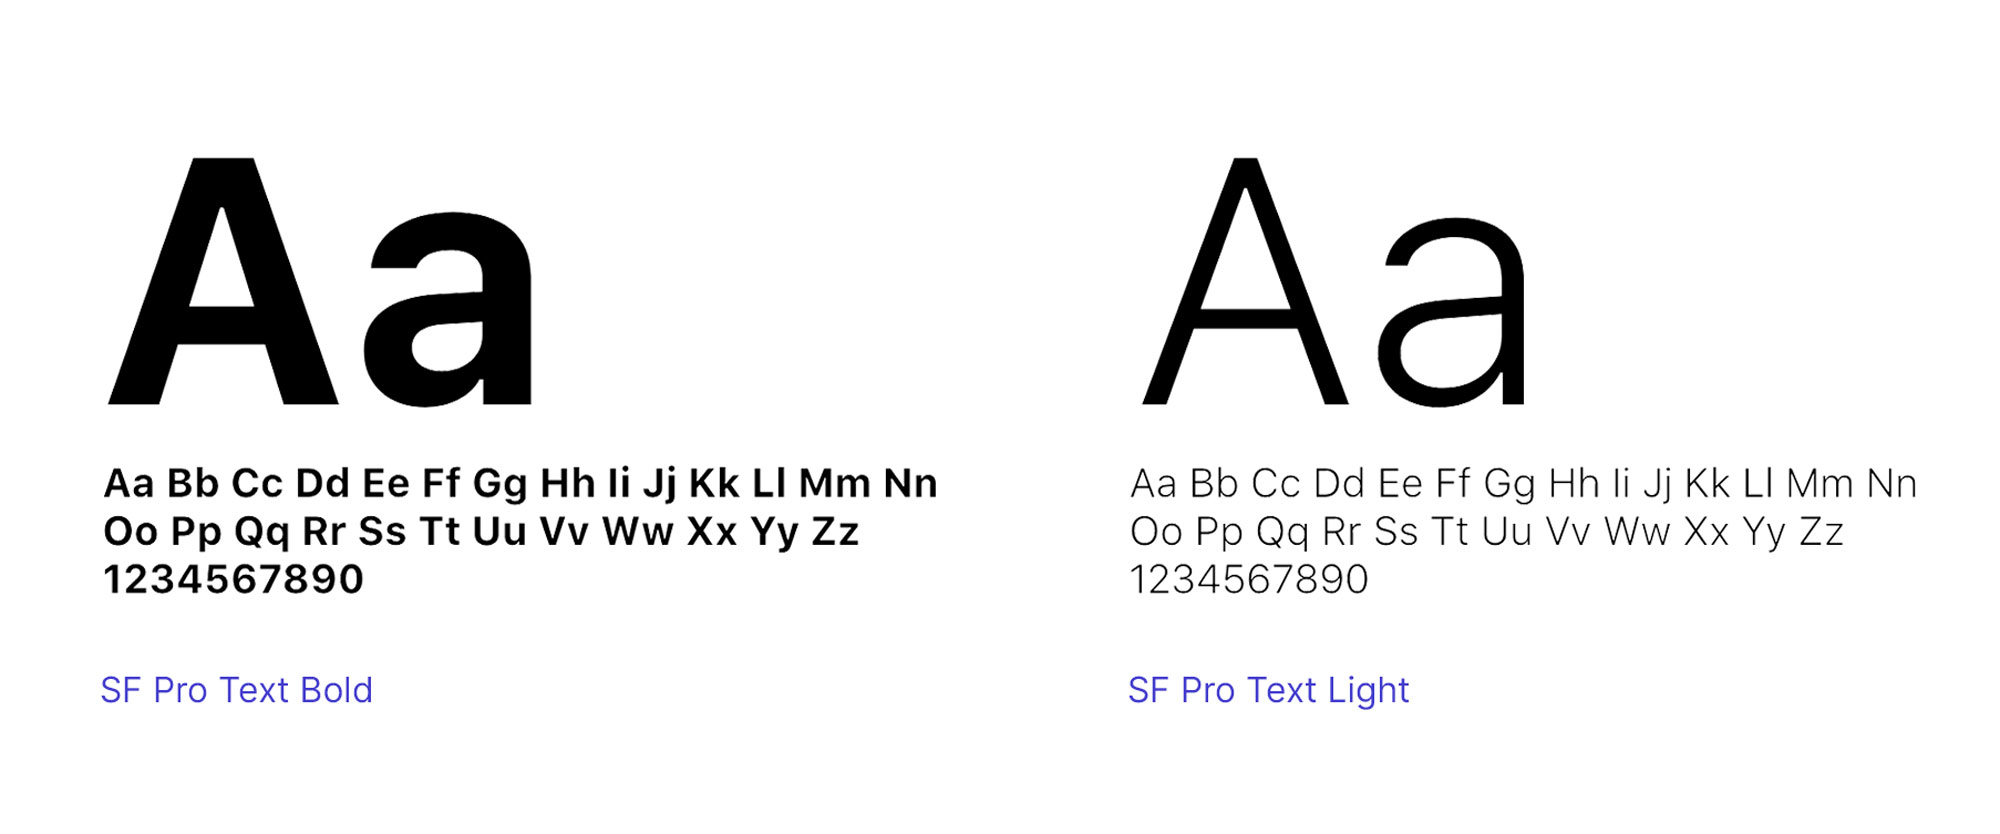 Aa
Aa Bb Cc Dd Ee Ff Gg Hh Ii Jj Kk Ll Mm Nn
Oo Pp Qq Rr Ss Tt Uu Vv Ww Xx Yy Zz
1234567890
SF Pro Text Bold
Aa
Aa Bb Cc Dd Ee Ff Gg Hh Ii Jj Kk Ll Mm Nn
Oo Pp Qq Rr Ss Tt Uu Vv Ww Xx Yy Zz
1234567890
SF Pro Text Light